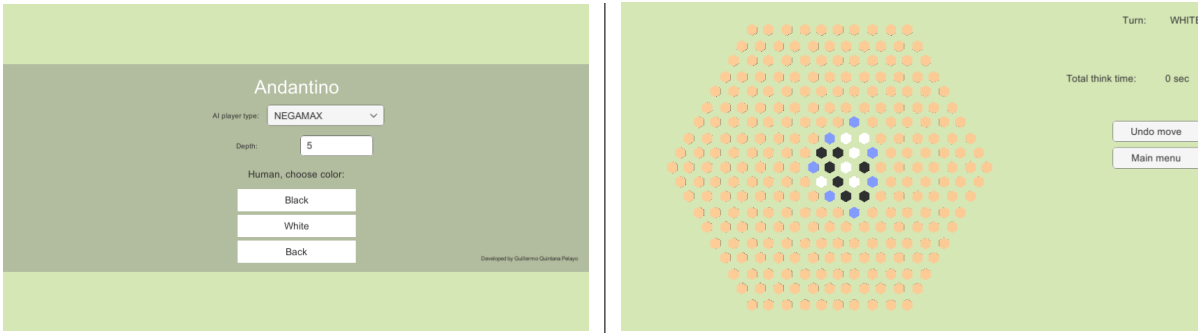 Andantino
AI player type: NEGAMAX
Depth: 5
Human, choose color:
Black
White
Back
Developed by Guillermo Quintana Pelayo
Turn: WHITE
Total think time: 0 sec
Undo move
Main menu